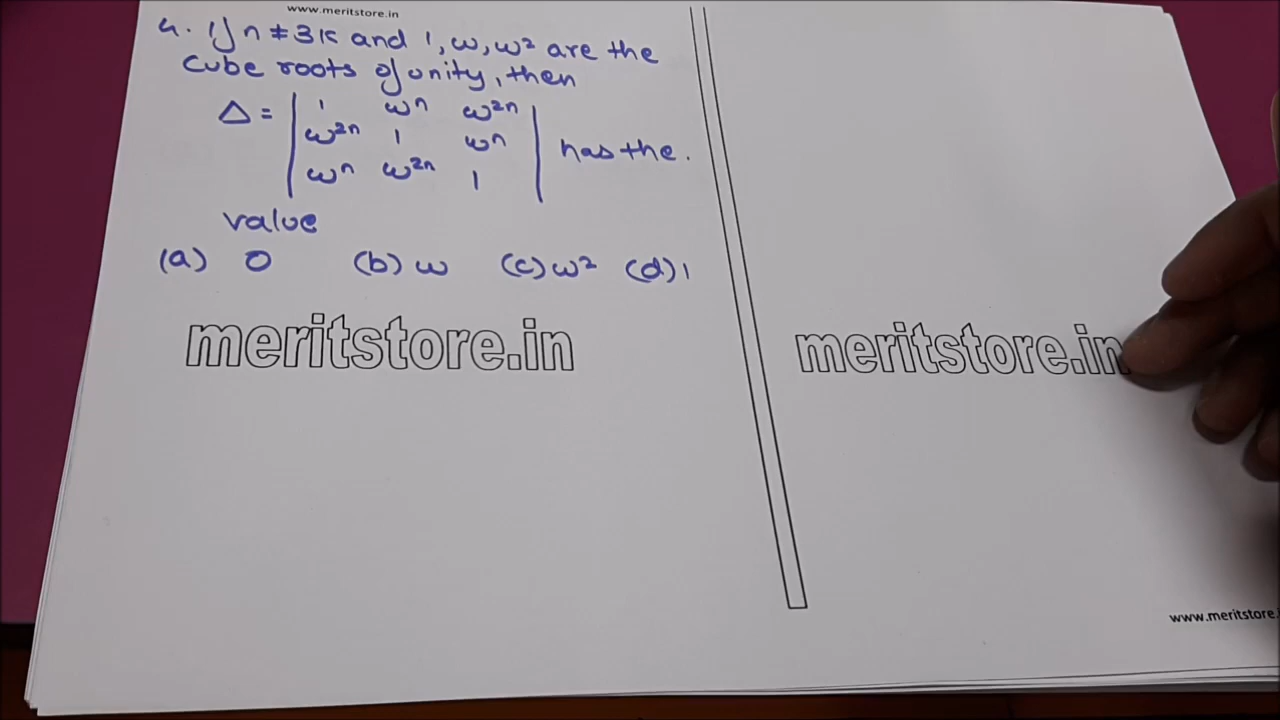 www.meritstore.in
4. If n ≠ 3k and 1, ω, ω² are the
cube roots of unity, then
Δ = | 1 ωⁿ ω²ⁿ |
| ω²ⁿ 1 ωⁿ | has the.
| ωⁿ ω²ⁿ 1 |
value
(a) 0 (b) ω (c) ω² (d) 1
meritstore.in
meritstore.in
www.meritstore.